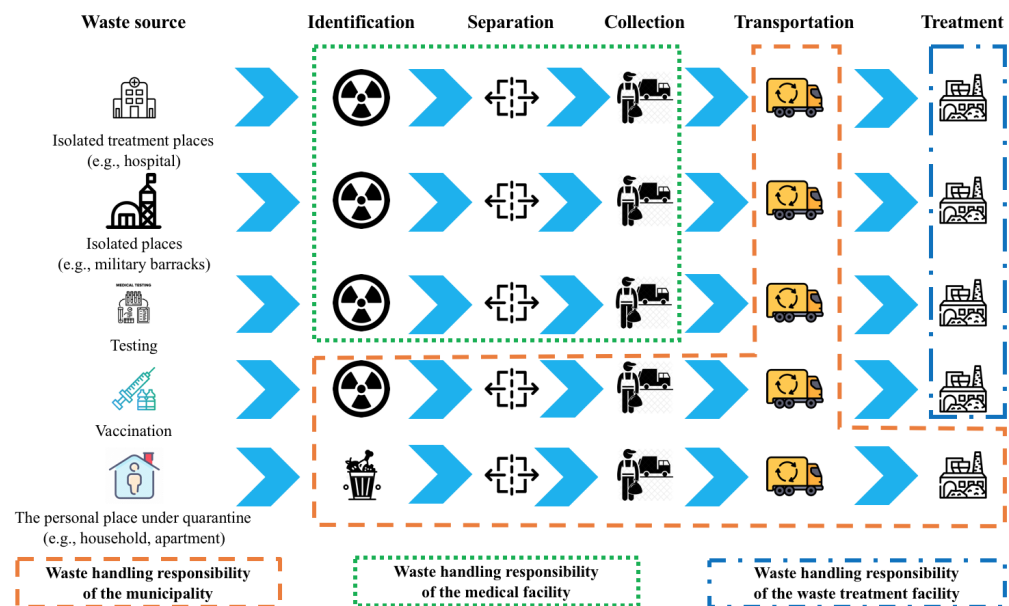 Waste source
Identification
Separation
Collection
Transportation
Treatment
Isolated treatment places
(e.g., hospital)
Isolated places
(e.g., military barracks)
MEDICAL TESTING
Testing
Vaccination
The personal place under quarantine
(e.g., household, apartment)
Waste handling responsibility
of the municipality
Waste handling responsibility
of the medical facility
Waste handling responsibility
of the waste treatment facility